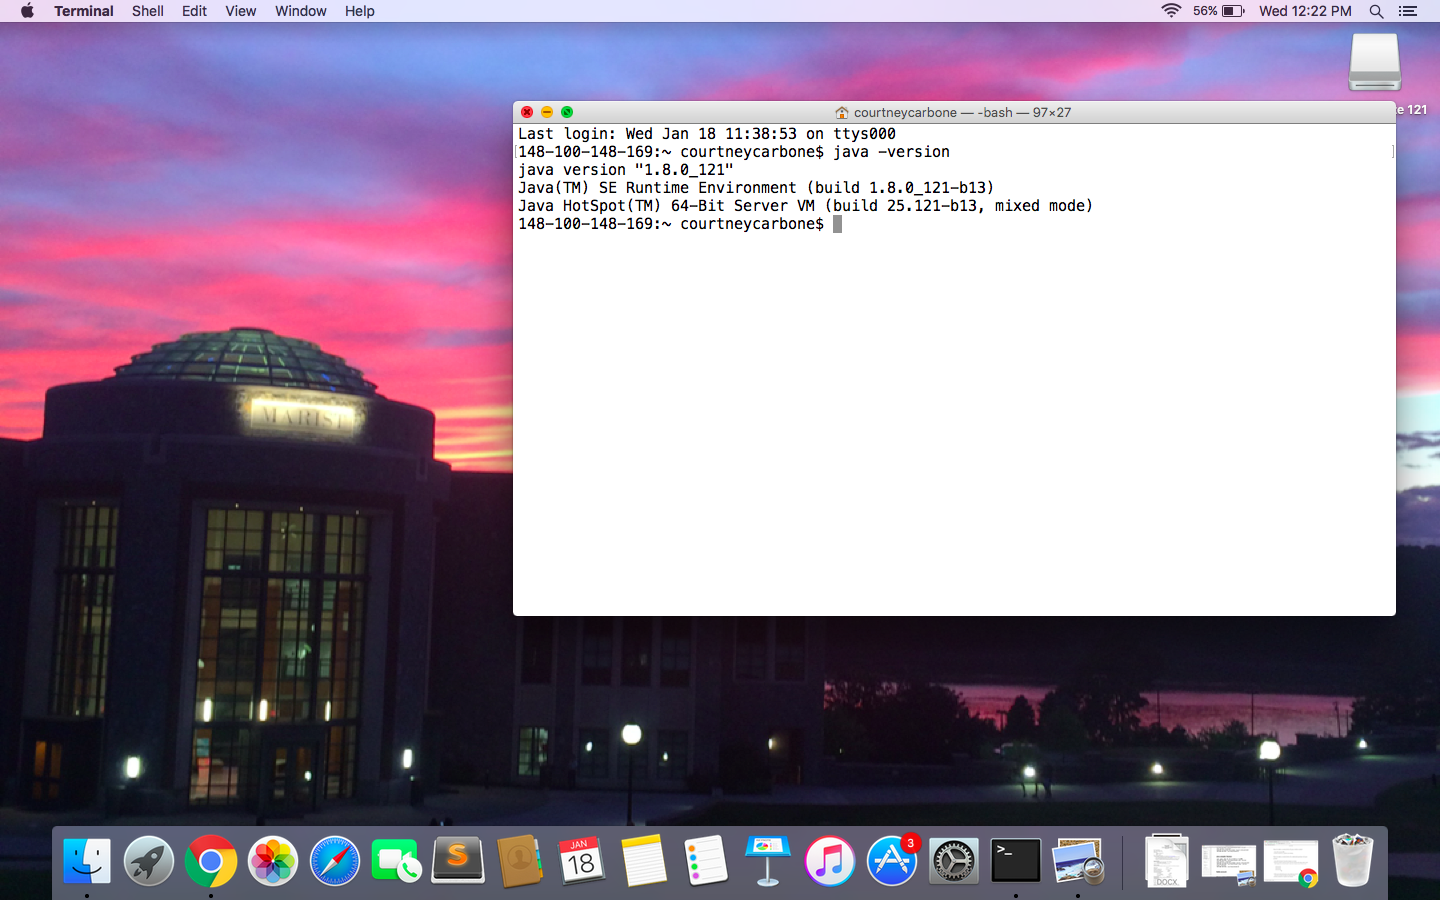 Terminal Shell Edit View Window Help 56% Wed 12:22 PM
courtneycarbone — -bash — 97×27
121
Last login: Wed Jan 18 11:38:53 on ttys000
148-100-148-169:~ courtneycarbone$ java -version
java version "1.8.0_121"
Java(TM) SE Runtime Environment (build 1.8.0_121-b13)
Java HotSpot(TM) 64-Bit Server VM (build 25.121-b13, mixed mode)
148-100-148-169:~ courtneycarbone$
MARIST
S
JAN
18
3
>_
DOCX